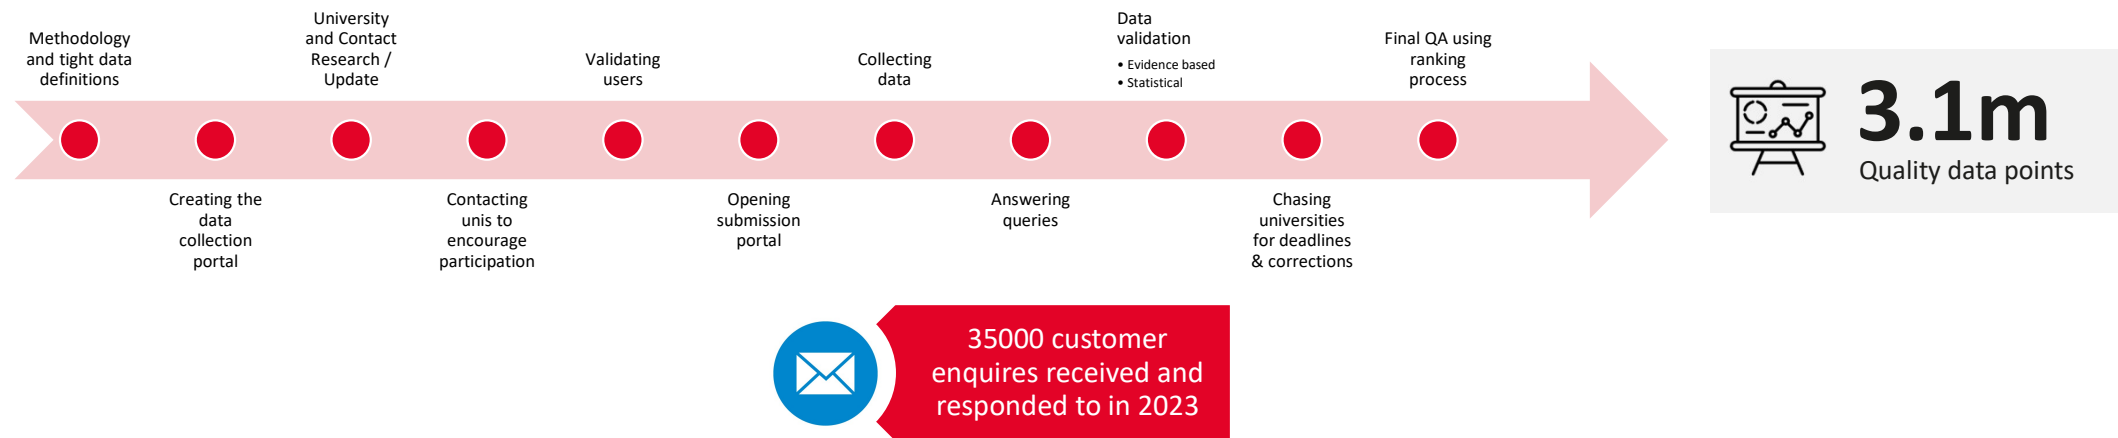 Methodology
and tight data
definitions
Creating the
data
collection
portal
University
and Contact
Research /
Update
Contacting
unis to
encourage
participation
Validating
users
Opening
submission
portal
Collecting
data
Answering
queries
Data
validation
• Evidence based
• Statistical
Chasing
universities
for deadlines
& corrections
Final QA using
ranking
process
3.1m
Quality data points
35000 customer
enquires received and
responded to in 2023